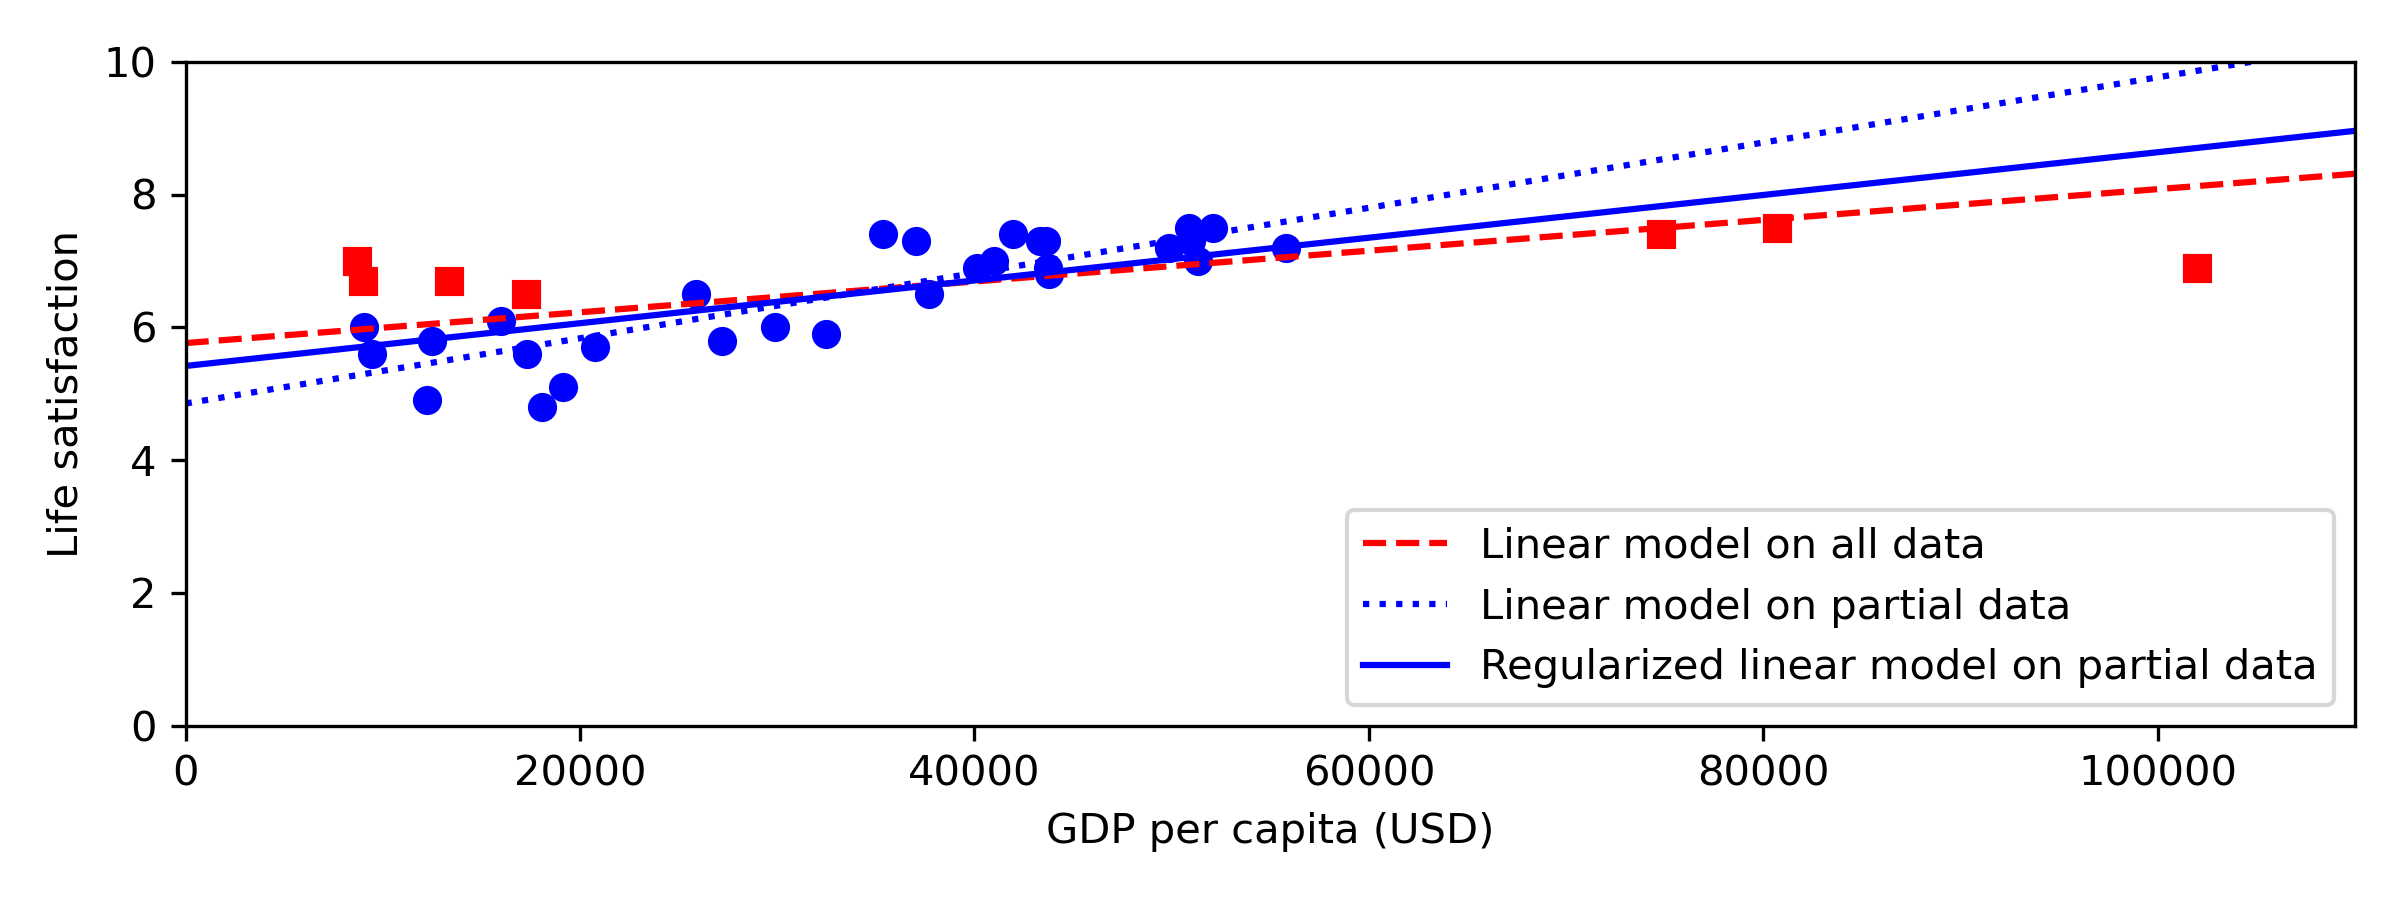 10
8
6
4
2
0
Life satisfaction
Linear model on all data
Linear model on partial data
Regularized linear model on partial data
0 20000 40000 60000 80000 100000
GDP per capita (USD)